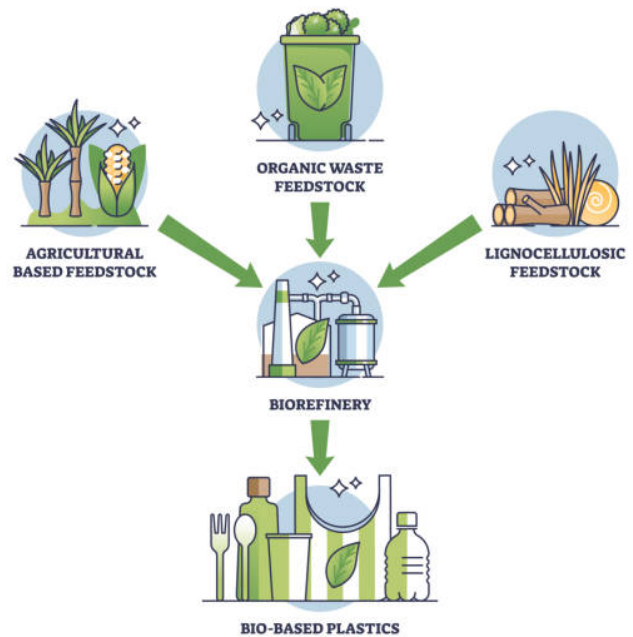 ORGANIC WASTE
FEEDSTOCK
AGRICULTURAL
BASED FEEDSTOCK
LIGNOCELLULOSIC
FEEDSTOCK
BIOREFINERY
BIO-BASED PLASTICS